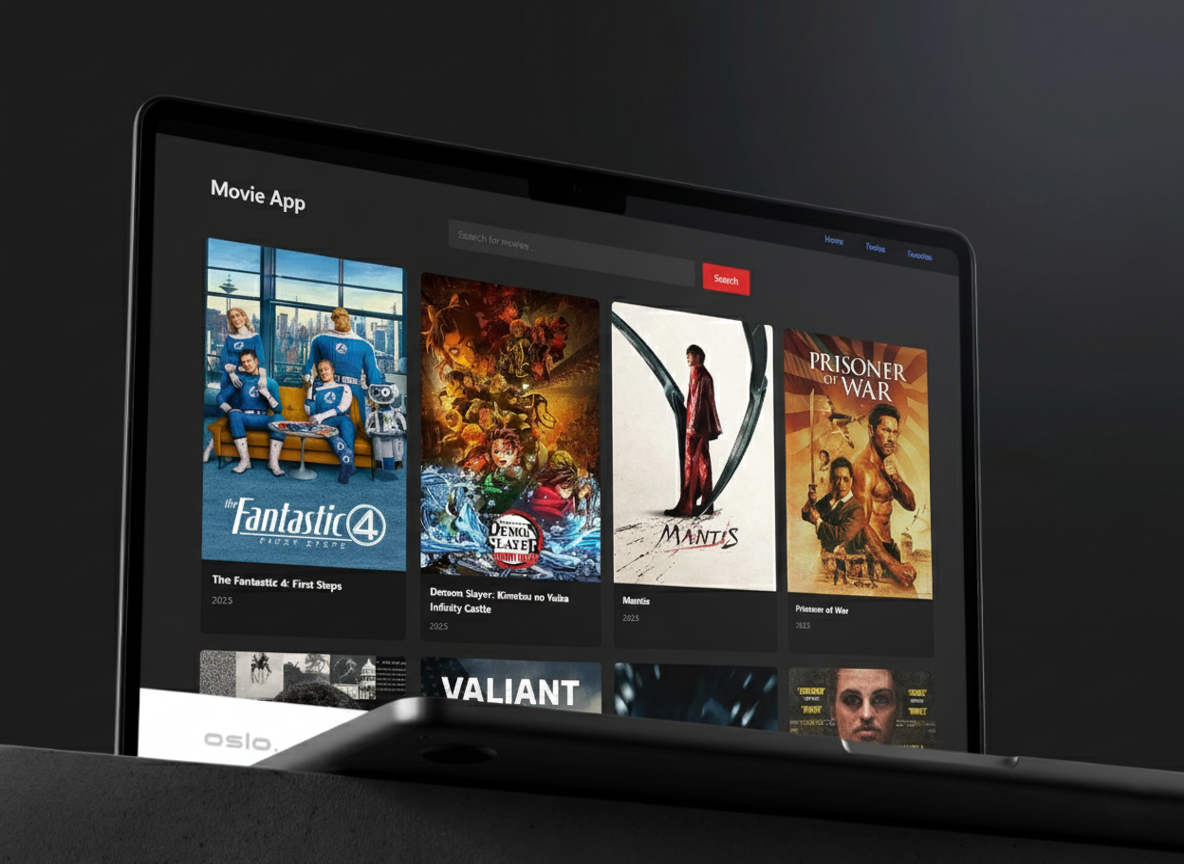 Movie App
Search for movies...
Search
Home
Favorites
the
Fantastic 4
FIRST STEPS
DEMON
SLAYER
MANTIS
PRISONER
OF WAR
The Fantastic 4: First Steps
2025
Demon Slayer: Kimetsu no Yaiba
Infinity Castle
2025
Mantis
2025
Prisoner of War
2025
VALIANT
oslo.